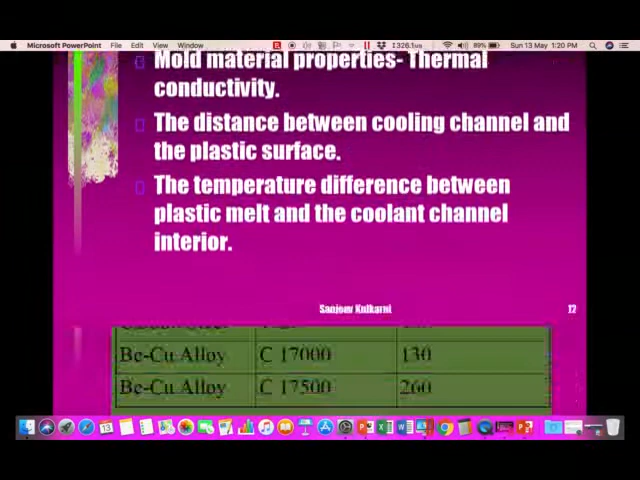 Microsoft PowerPoint File Edit View Window
89% Sun 13 May 1:20 PM
Mold material properties- Thermal
conductivity.
The distance between cooling channel and
the plastic surface.
The temperature difference between
plastic melt and the coolant channel
interior.
Sanjeev Kulkarni 12
Be-Cu Alloy C 17000 130
Be-Cu Alloy C 17500 260